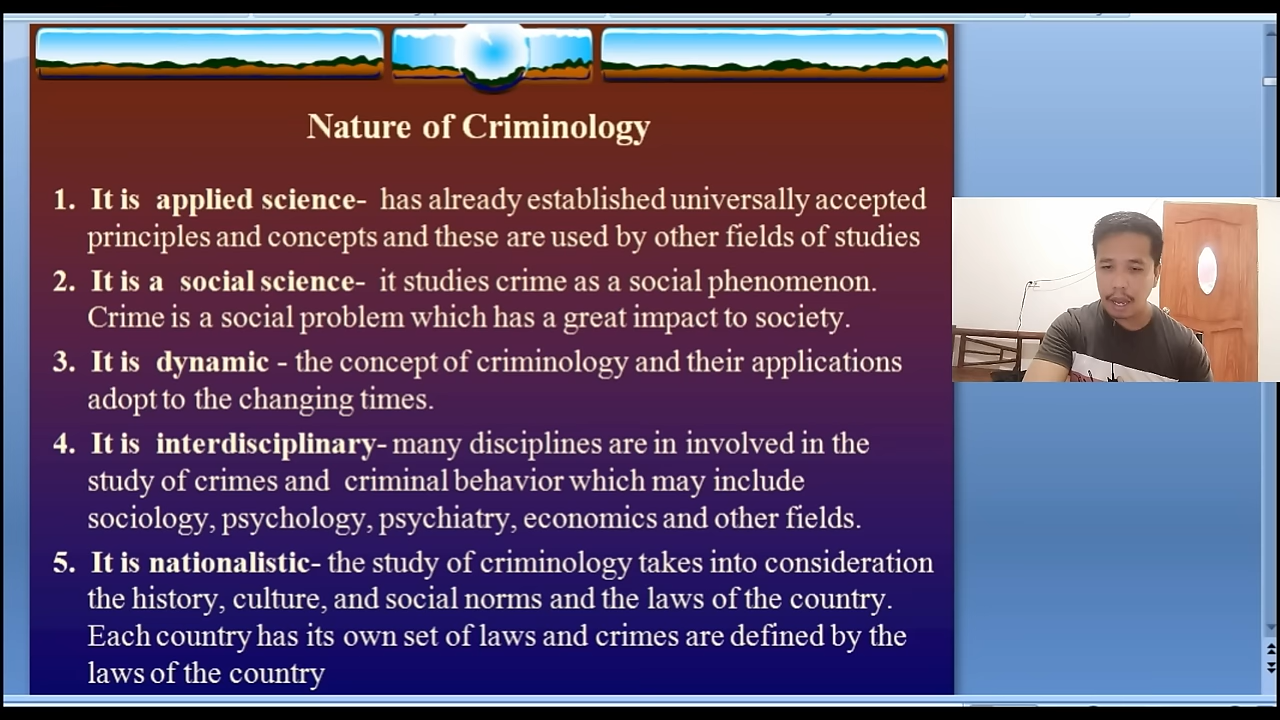 Nature of Criminology
1. It is applied science- has already established universally accepted
principles and concepts and these are used by other fields of studies
2. It is a social science- it studies crime as a social phenomenon.
Crime is a social problem which has a great impact to society.
3. It is dynamic - the concept of criminology and their applications
adopt to the changing times.
4. It is interdisciplinary- many disciplines are in involved in the
study of crimes and criminal behavior which may include
sociology, psychology, psychiatry, economics and other fields.
5. It is nationalistic- the study of criminology takes into consideration
the history, culture, and social norms and the laws of the country.
Each country has its own set of laws and crimes are defined by the
laws of the country